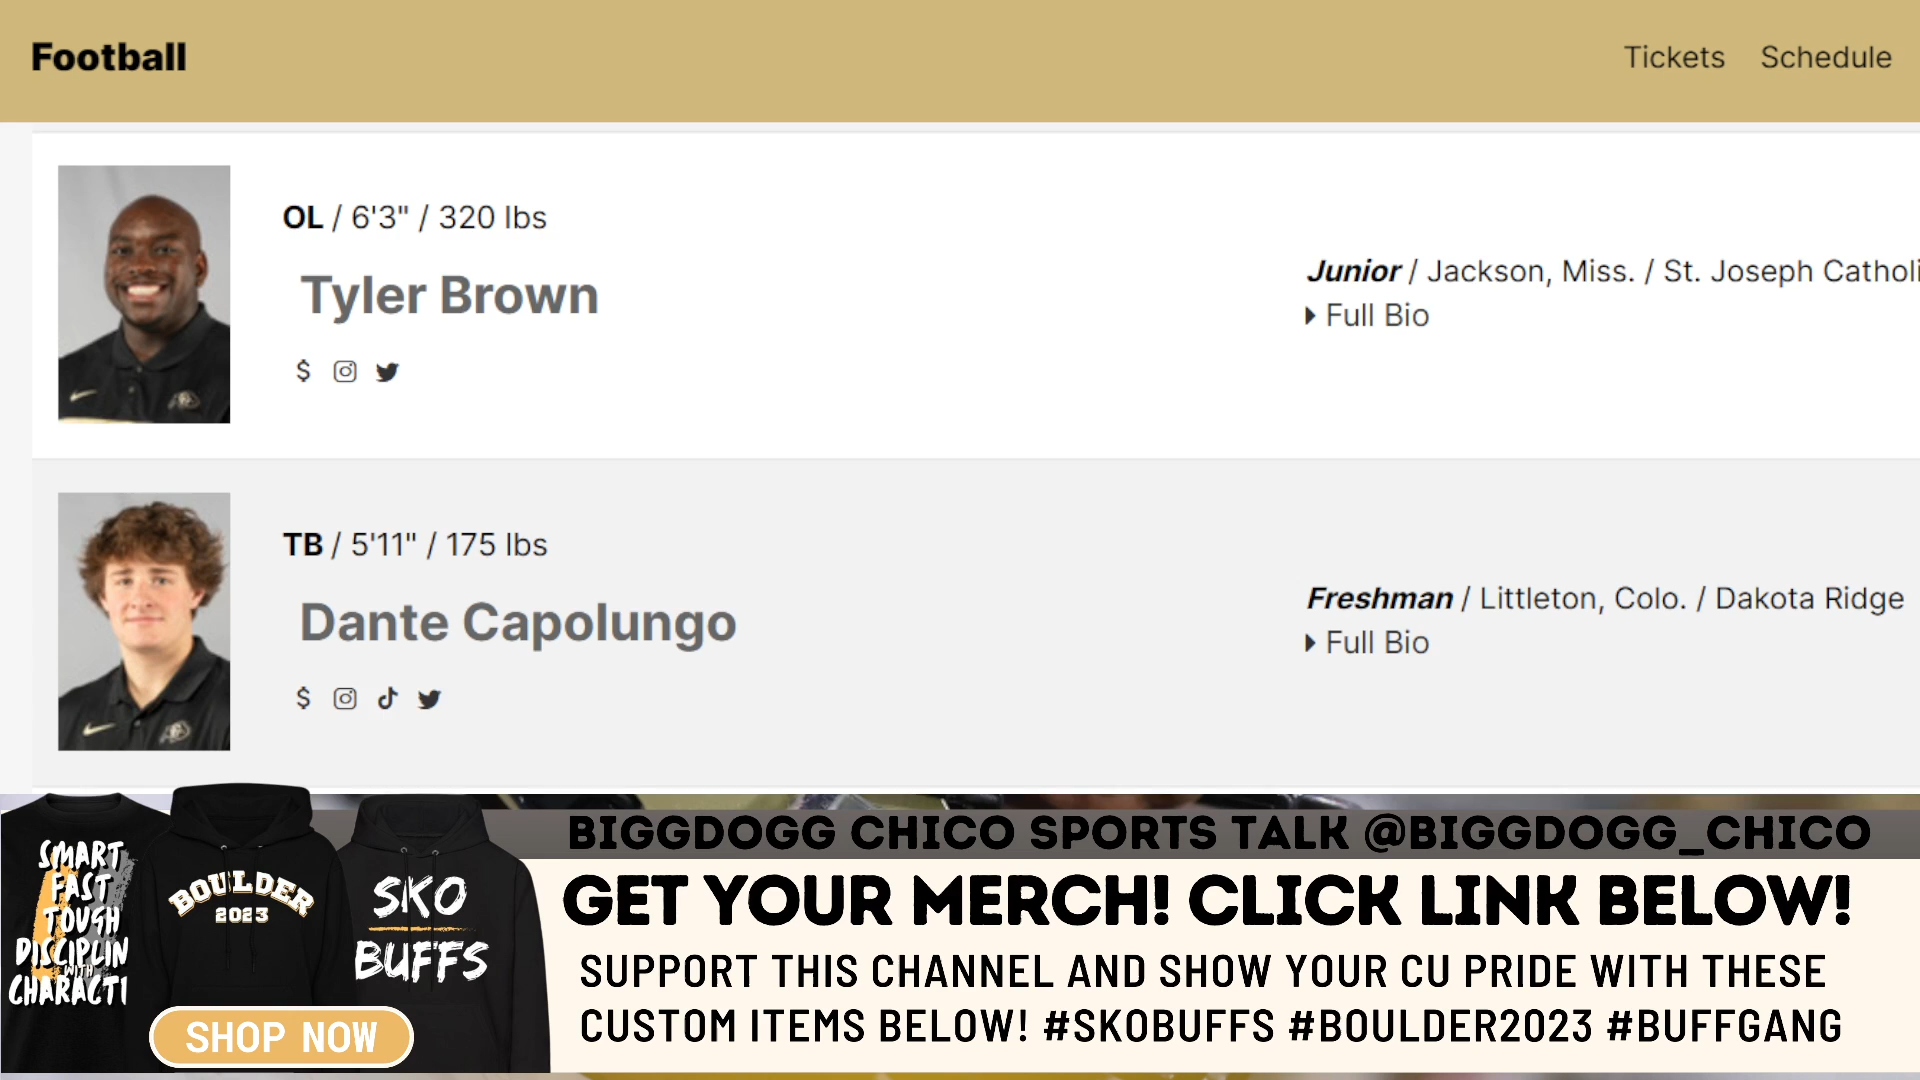 Football
Tickets Schedule
OL / 6'3" / 320 lbs
Tyler Brown
Junior / Jackson, Miss. / St. Joseph Catholi
Full Bio
$
TB / 5'11" / 175 lbs
Dante Capolungo
Freshman / Littleton, Colo. / Dakota Ridge
Full Bio
$
SMART
FAST
TOUGH
DISCIPLIN
WITH
CHARACT
BOULDER
2023
SKO
BUFFS
SHOP NOW
BIGGDOGG CHICO SPORTS TALK @BIGGDOGG_CHICO
GET YOUR MERCH! CLICK LINK BELOW!
SUPPORT THIS CHANNEL AND SHOW YOUR CU PRIDE WITH THESE
CUSTOM ITEMS BELOW! #SKOBUFFS #BOULDER2023 #BUFFGANG